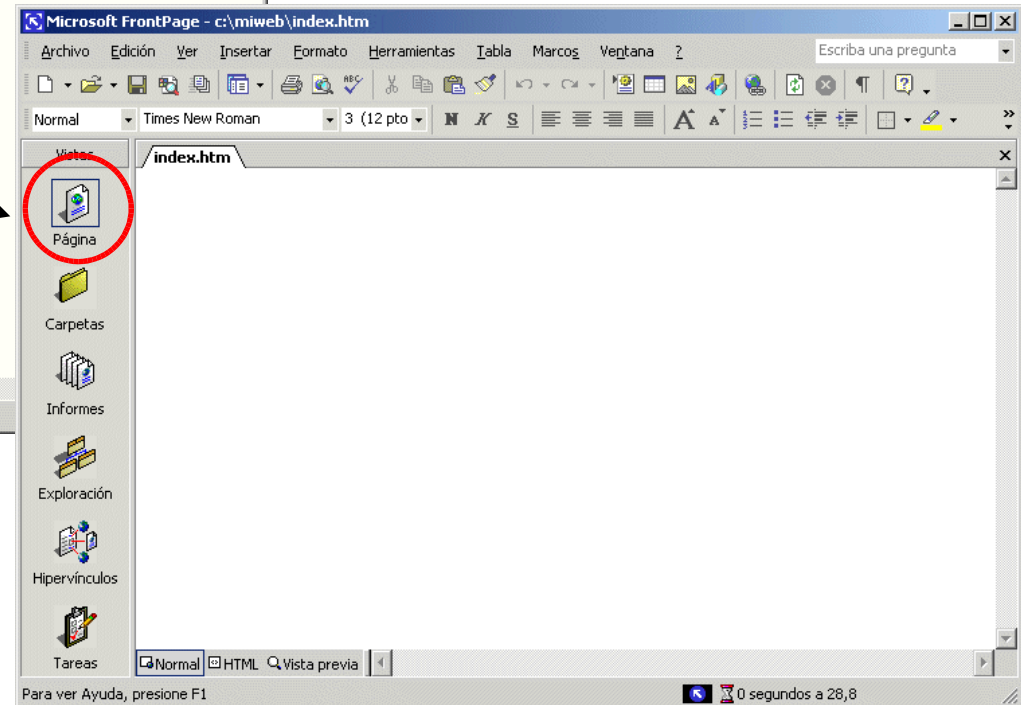 Microsoft FrontPage - c:\miweb\index.htm
Archivo Edición Ver Insertar Formato Herramientas Tabla Marcos Ventana ? Escriba una pregunta
Normal Times New Roman 3 (12 pto N K S
Vistas index.htm
Página
Carpetas
Informes
Exploración
Hipervínculos
Tareas
Normal HTML Vista previa
Para ver Ayuda, presione F1 0 segundos a 28,8